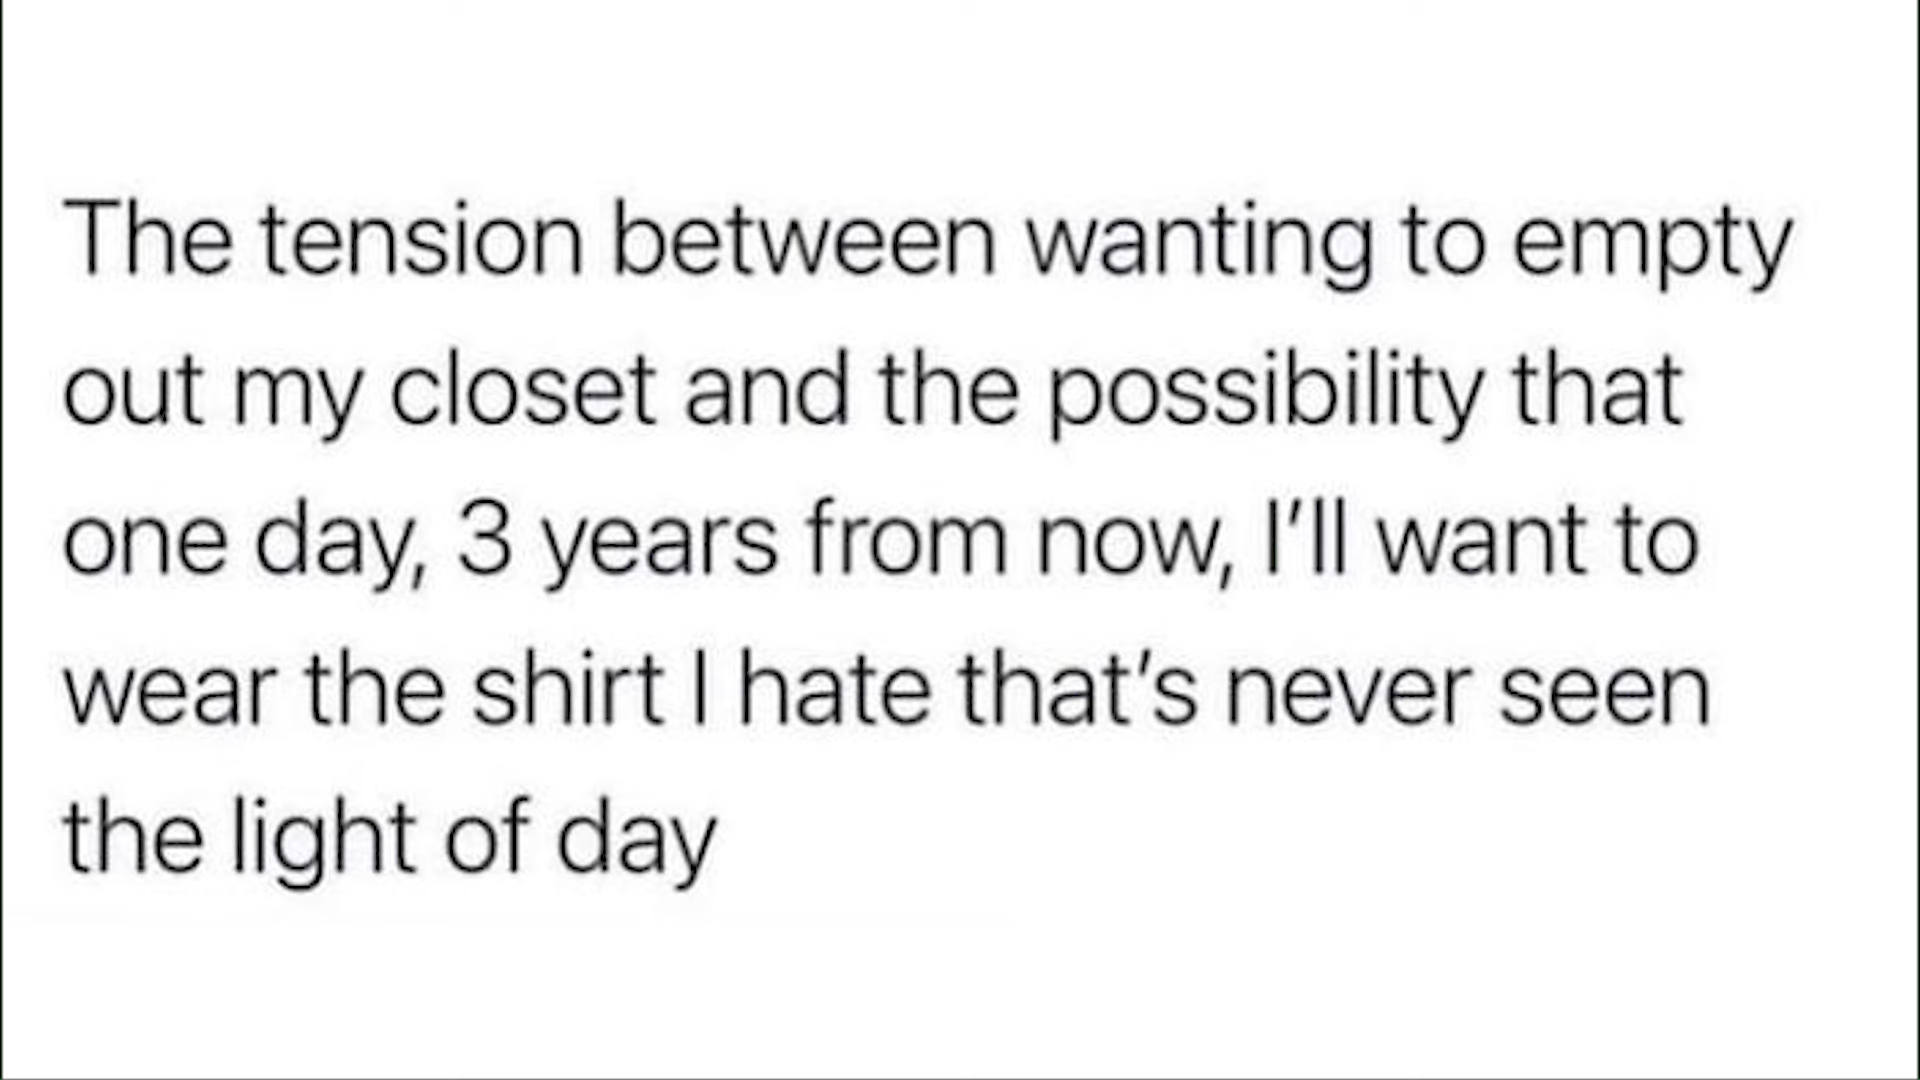 The tension between wanting to empty
out my closet and the possibility that
one day, 3 years from now, I’ll want to
wear the shirt I hate that’s never seen
the light of day